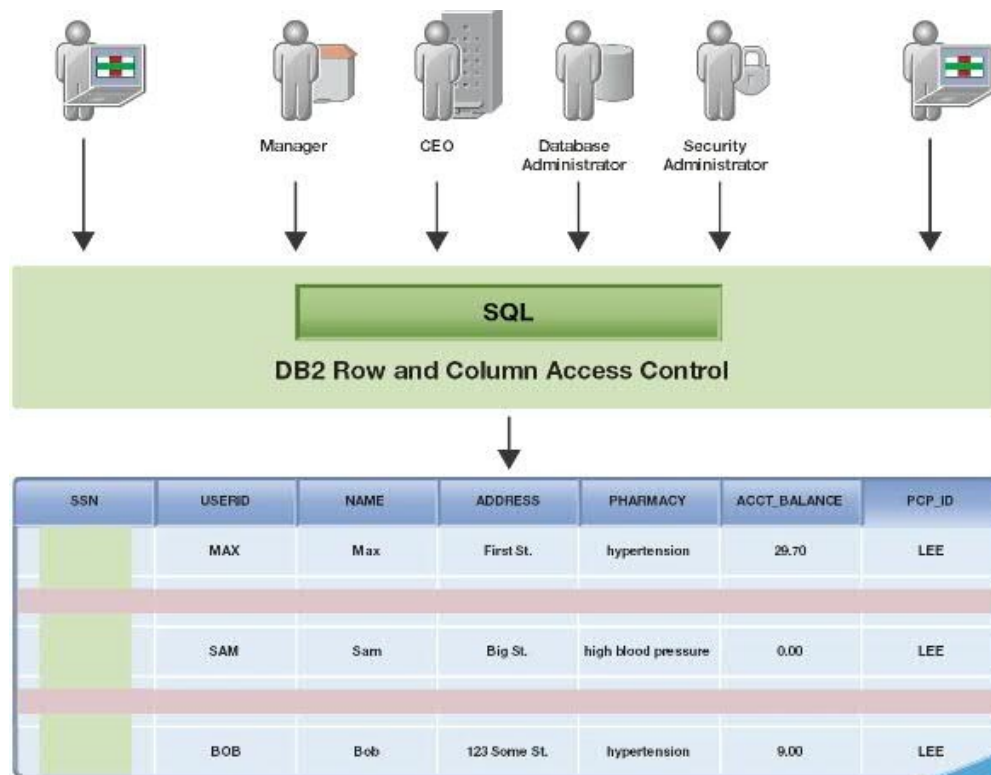 Manager
CEO
Database
Administrator
Security
Administrator
SQL
DB2 Row and Column Access Control
SSN USERID NAME ADDRESS PHARMACY ACCT_BALANCE PCP_ID
MAX Max First St. hypertension 29.70 LEE
SAM Sam Big St. high blood pressure 0.00 LEE
BOB Bob 123 Some St. hypertension 9.00 LEE